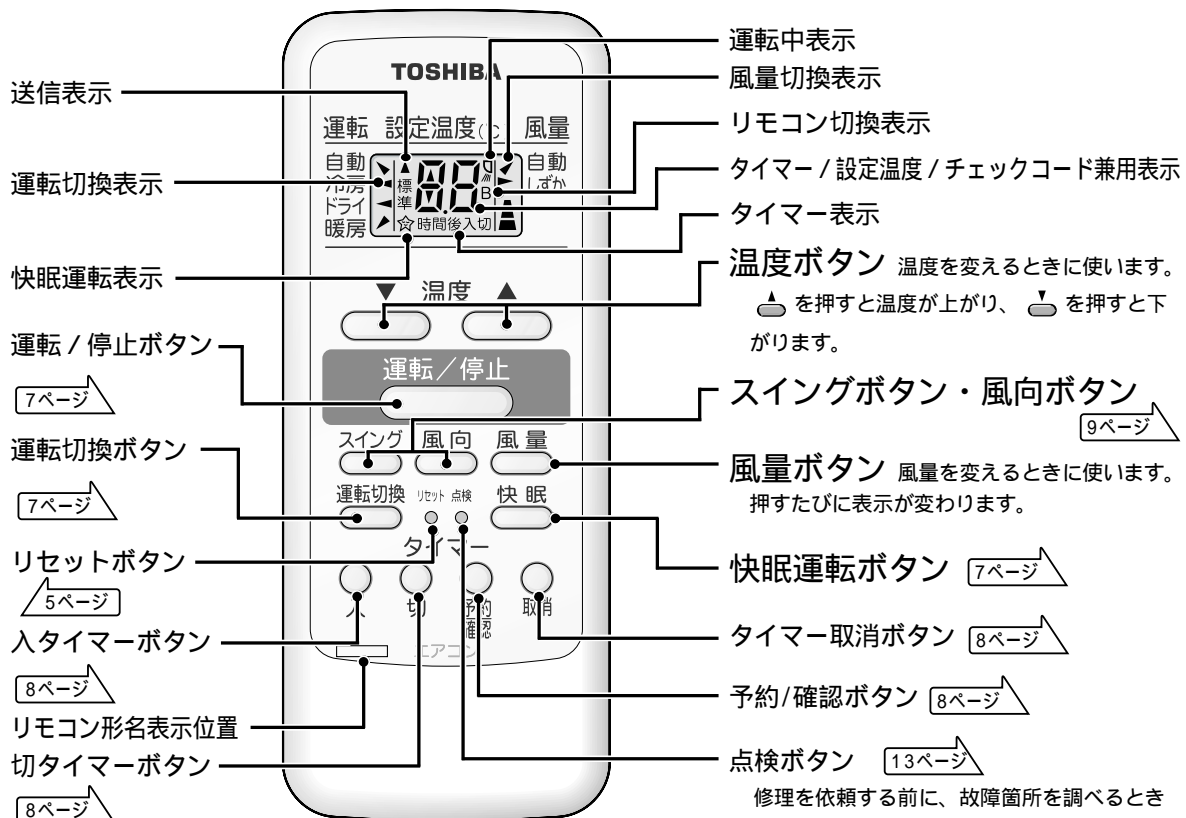 送信表示
運転切換表示
快眠運転表示
運転 / 停止ボタン
7ページ
運転切換ボタン
7ページ
リセットボタン
5ページ
入タイマーボタン
8ページ
リモコン形名表示位置
切タイマーボタン
8ページ
TOSHIBA
運転 設定温度(℃ 風量
自動
冷房
ドライ
暖房
標準
88
B
時間後入切
自動
しずか
▼ 温度 ▲
運転/停止
スイング 風向 風量
運転切換 リセット 点検 快眠
タイマー
入 切 予約 取消
確認
エアコン
運転中表示
風量切換表示
リモコン切換表示
タイマー / 設定温度 / チェックコード兼用表示
タイマー表示
温度ボタン 温度を変えるときに使います。
を押すと温度が上がり、 を押すと下
がります。
スイングボタン・風向ボタン
9ページ
風量ボタン 風量を変えるときに使います。
押すたびに表示が変わります。
快眠運転ボタン 7ページ
タイマー取消ボタン 8ページ
予約/確認ボタン 8ページ
点検ボタン 13ページ
修理を依頼する前に、故障箇所を調べるとき